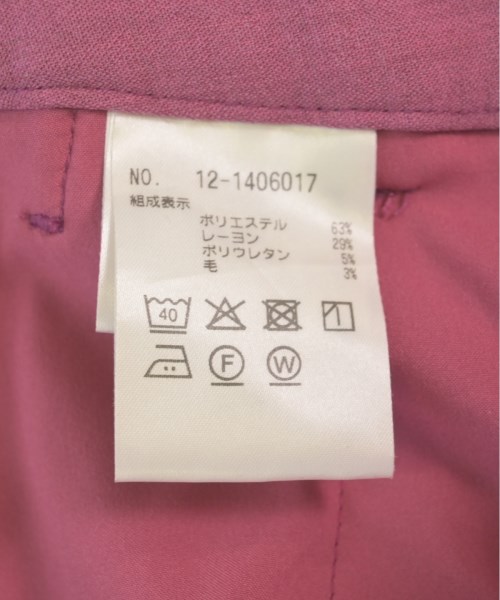 NO. 12-1406017
組成表示
ポリエステル 63%
レーヨン 29%
ポリウレタン 5%
毛 3%
40
F W